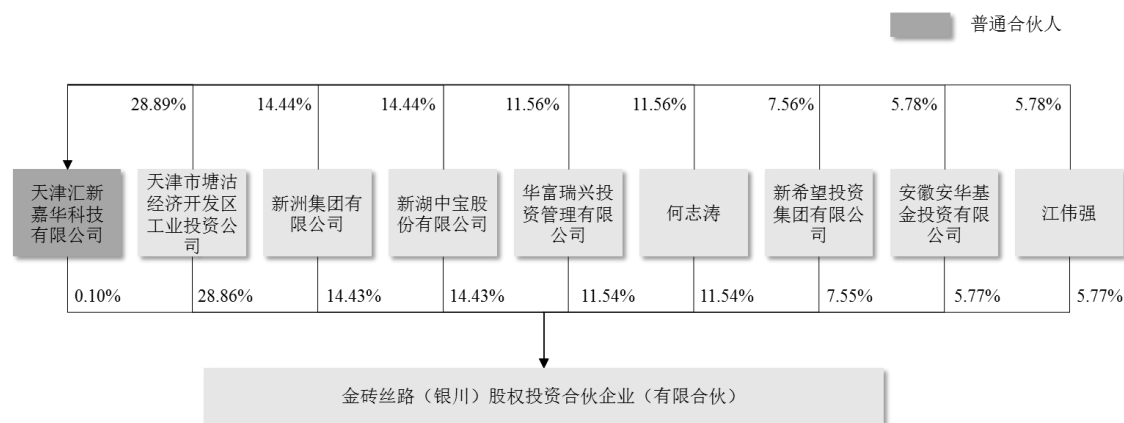 普通合伙人
28.89%
14.44%
14.44%
11.56%
11.56%
7.56%
5.78%
5.78%
天津汇新
嘉华科技
有限公司
天津市塘沽
经济开发区
工业投资公
司
新洲集团有
限公司
新湖中宝股
份有限公司
华富瑞兴投
资管理有限
公司
何志涛
新希望投资
集团有限公
司
安徽安华基
金投资有限
公司
江伟强
0.10%
28.86%
14.43%
14.43%
11.54%
11.54%
7.55%
5.77%
5.77%
金砖丝路（银川）股权投资合伙企业（有限合伙）